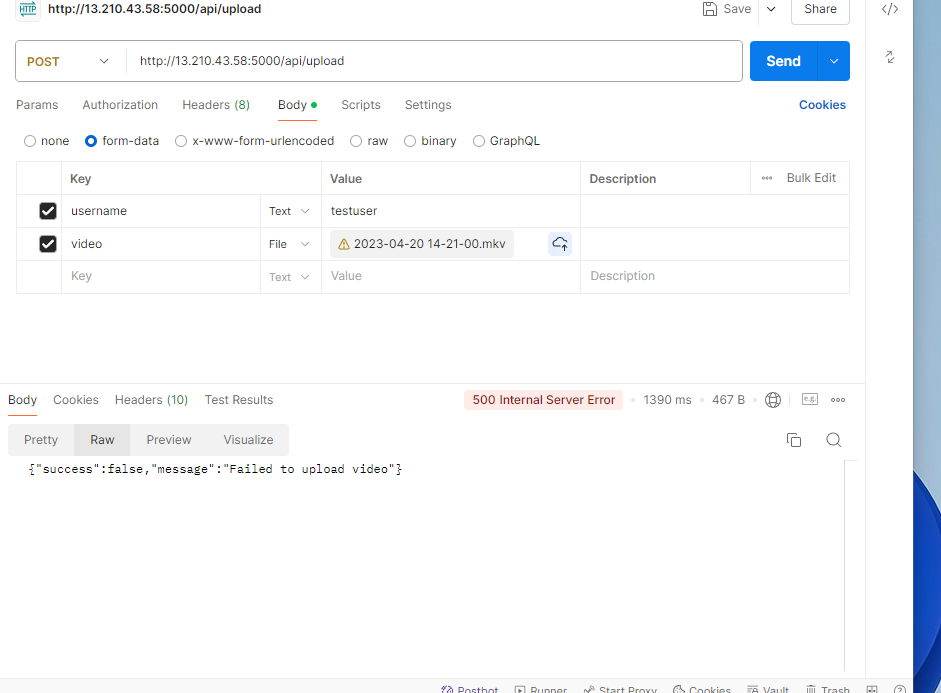 HTTP http://13.210.43.58:5000/api/upload Save Share </>
POST http://13.210.43.58:5000/api/upload Send
Params Authorization Headers (8) Body Scripts Settings Cookies
none form-data x-www-form-urlencoded raw binary GraphQL
Key Value Description ••• Bulk Edit
username Text testuser
video File 2023-04-20 14-21-00.mkv
Key Text Value Description
Body Cookies Headers (10) Test Results 500 Internal Server Error • 1390 ms • 467 B • e.g. •••
Pretty Raw Preview Visualize
{"success":false,"message":"Failed to upload video"}
Postbot Runner Start Proxy Cookies Vault Trash